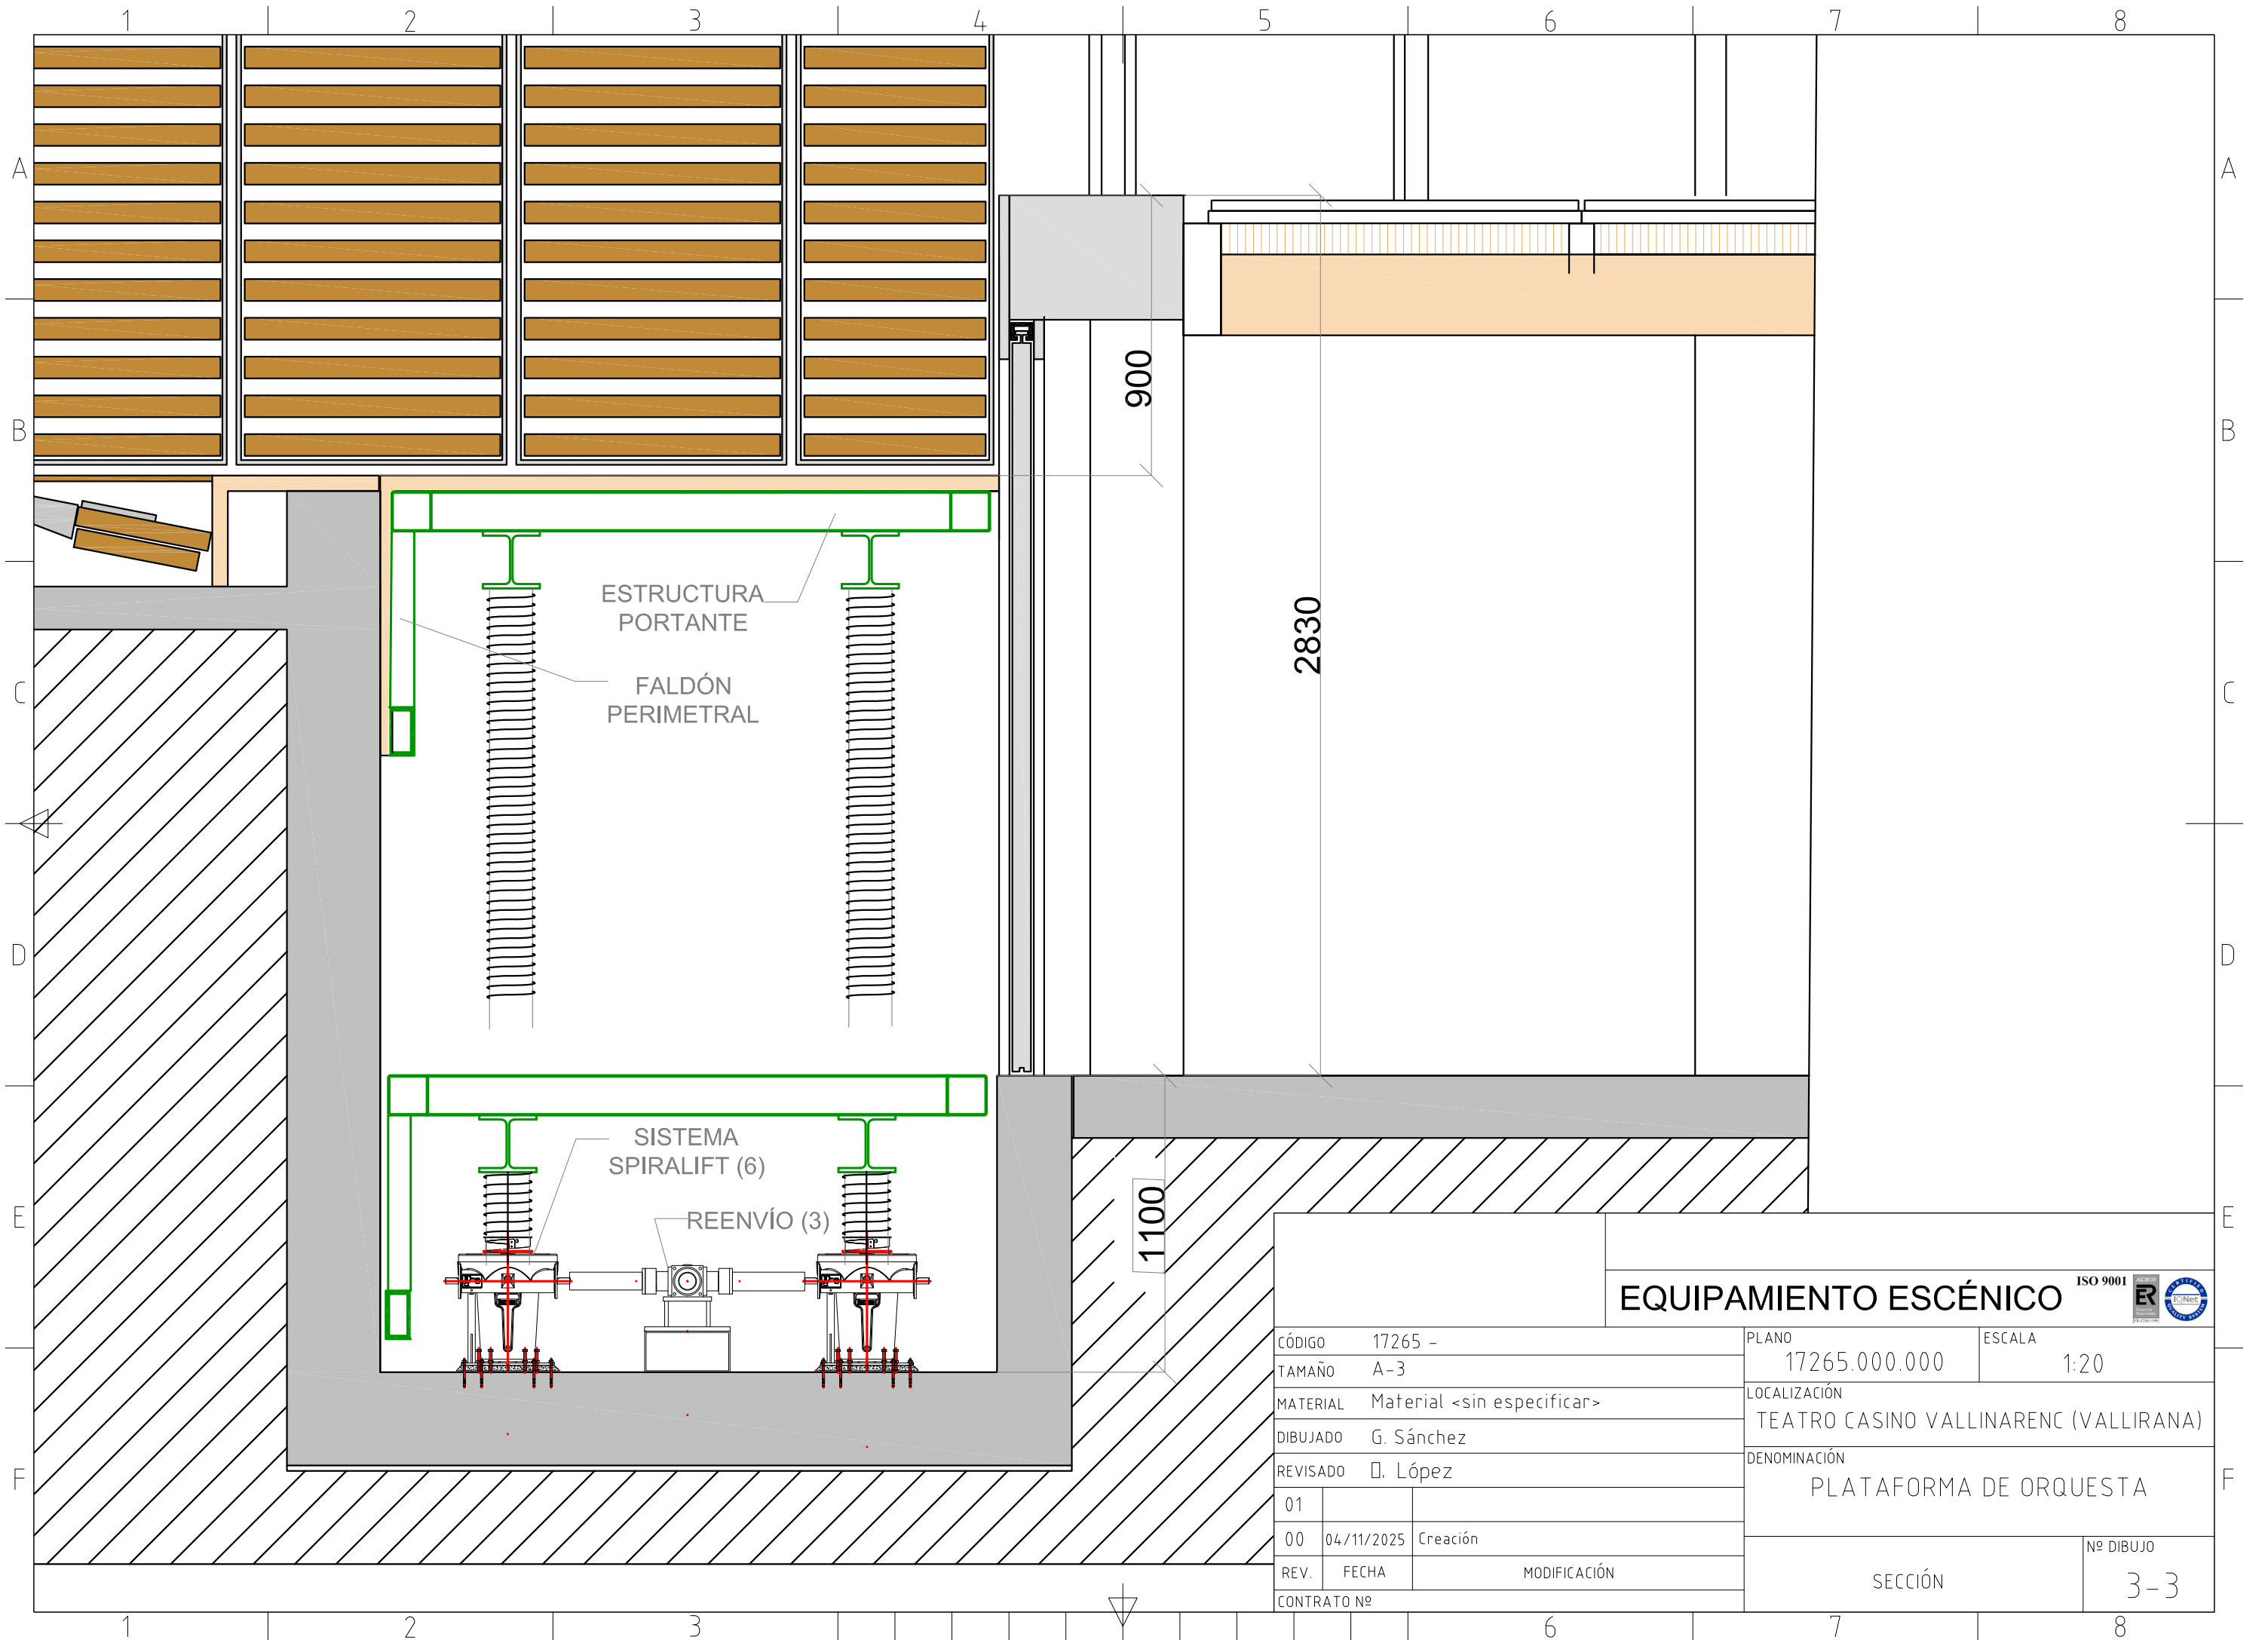 1 2 3 4 5 6 7 8
A A
B B
C C
D D
E E
F F
900
2830
1100
ESTRUCTURA
PORTANTE
FALDÓN
PERIMETRAL
SISTEMA
SPIRALIFT (6)
REENVÍO (3)
EQUIPAMIENTO ESCÉNICO
ISO 9001
AENOR
ER
IQNet
CÓDIGO 17265 -
TAMAÑO A-3
MATERIAL Material <sin especificar>
DIBUJADO G. Sánchez
REVISADO . López
01
00 04/11/2025 Creación
REV. FECHA MODIFICACIÓN
CONTRATO Nº
PLANO
17265.000.000
ESCALA
1:20
LOCALIZACIÓN
TEATRO CASINO VALLINARENC (VALLIRANA)
DENOMINACIÓN
PLATAFORMA DE ORQUESTA
SECCIÓN
Nº DIBUJO
3-3
1 2 3 6 7 8